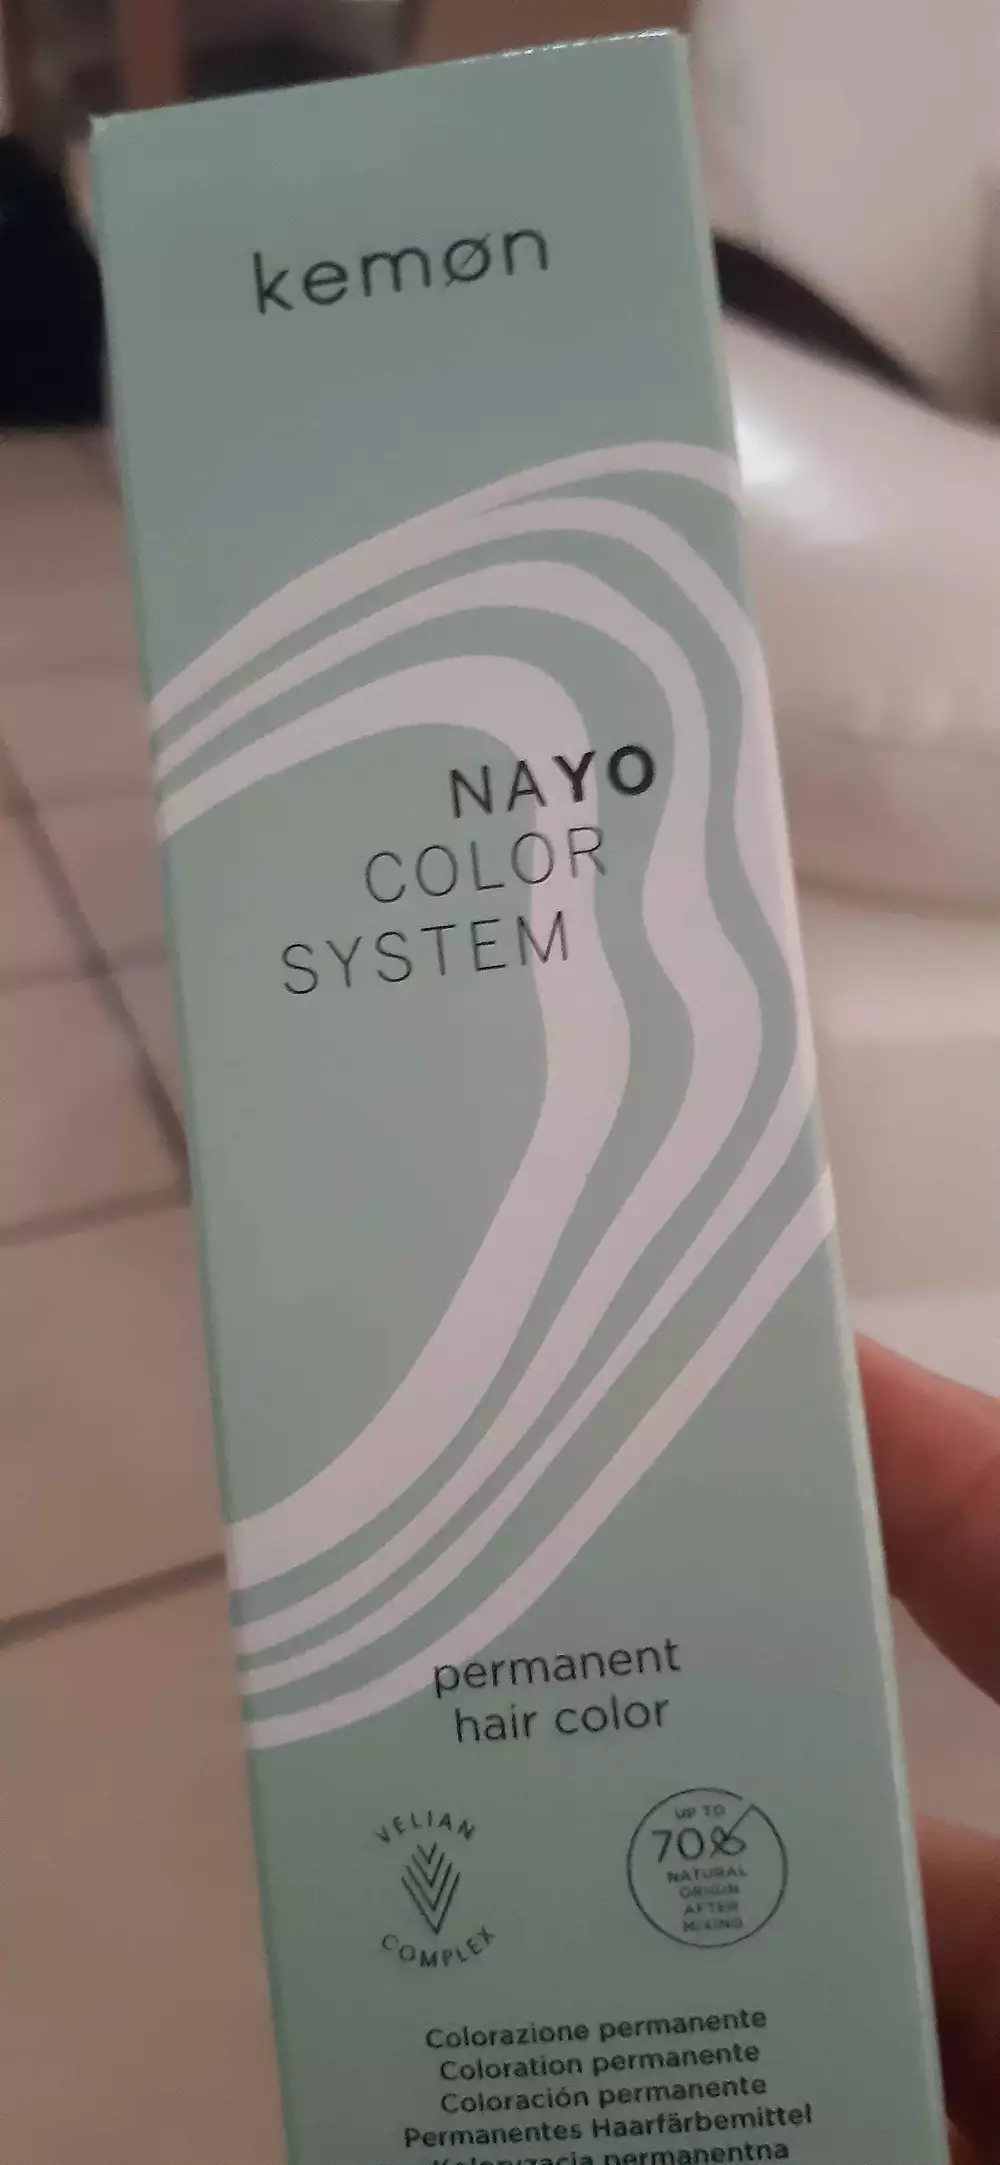 kemøn
NAYO
COLOR
SYSTEM
permanent
hair color
VELIAN
COMPLEX
UP TO
70%
NATURAL
ORIGIN
AFTER
MIXING
Colorazione permanente
Coloration permanente
Coloración permanente
Permanentes Haarfärbemittel
permanentna